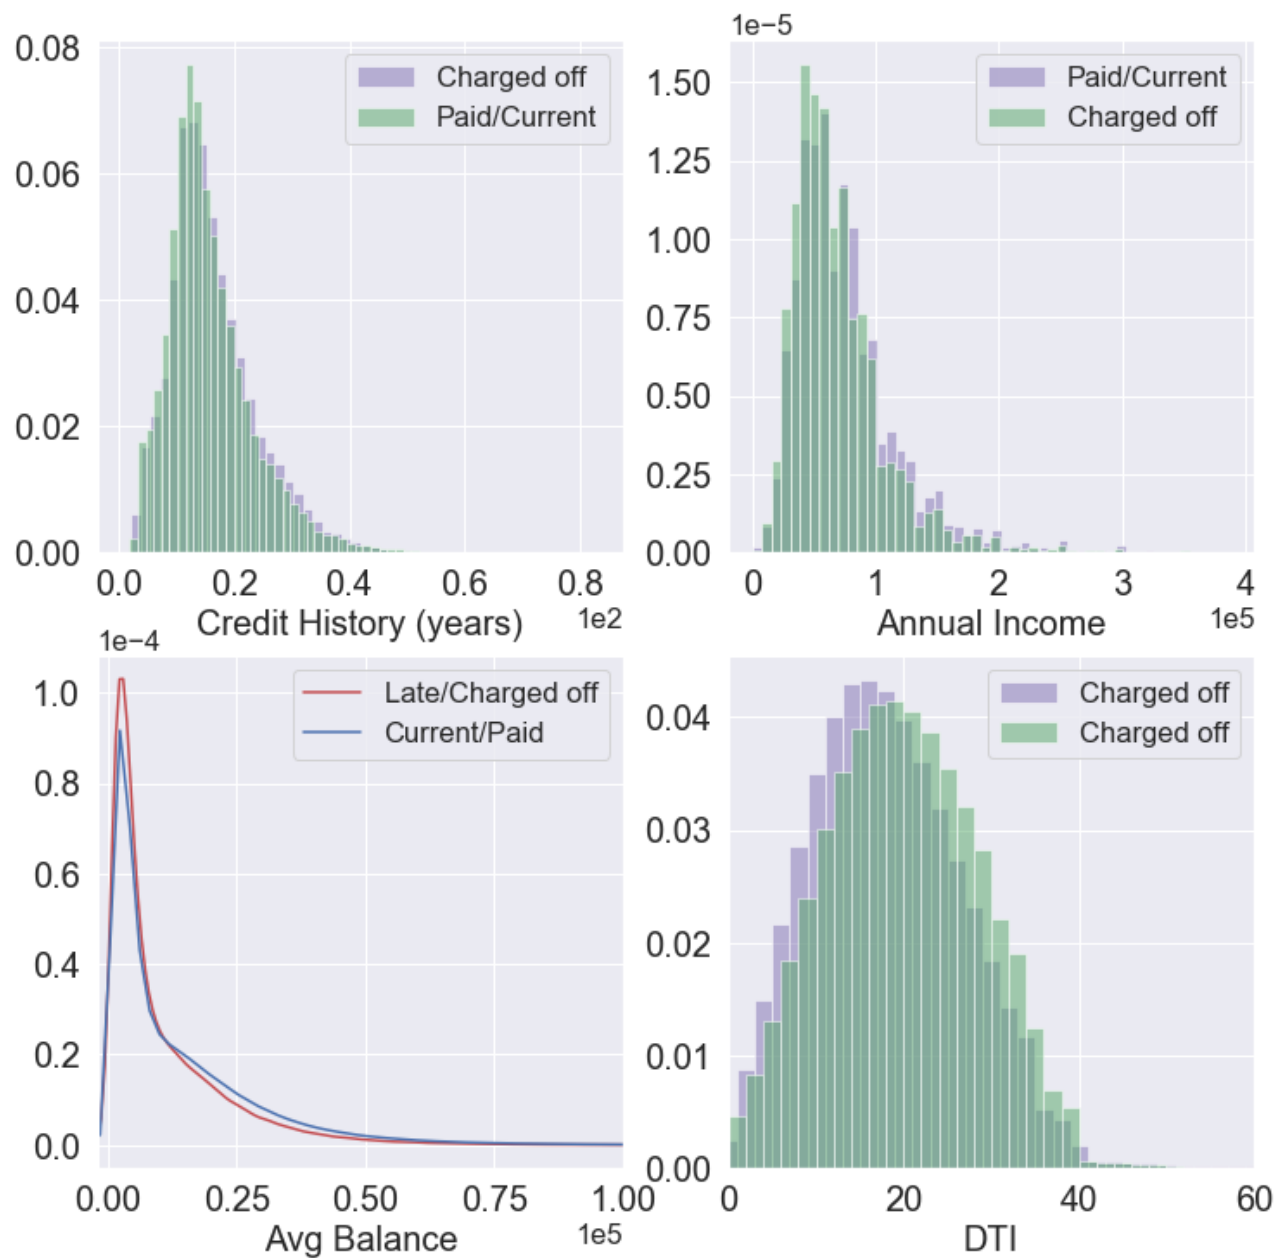 1e−5
0.08
0.06
0.04
0.02
0.00
Charged off
Paid/Current
0.0 0.2 0.4 0.6 0.8
1e2
Credit History (years)
1.50
1.25
1.00
0.75
0.50
0.25
0.00
Paid/Current
Charged off
0 1 2 3 4
1e5
Annual Income
1e−4
1.0
0.8
0.6
0.4
0.2
0.0
Late/Charged off
Current/Paid
0.00 0.25 0.50 0.75 1.00
1e5
Avg Balance
0.04
0.03
0.02
0.01
0.00
Charged off
Charged off
0 20 40 60
DTI